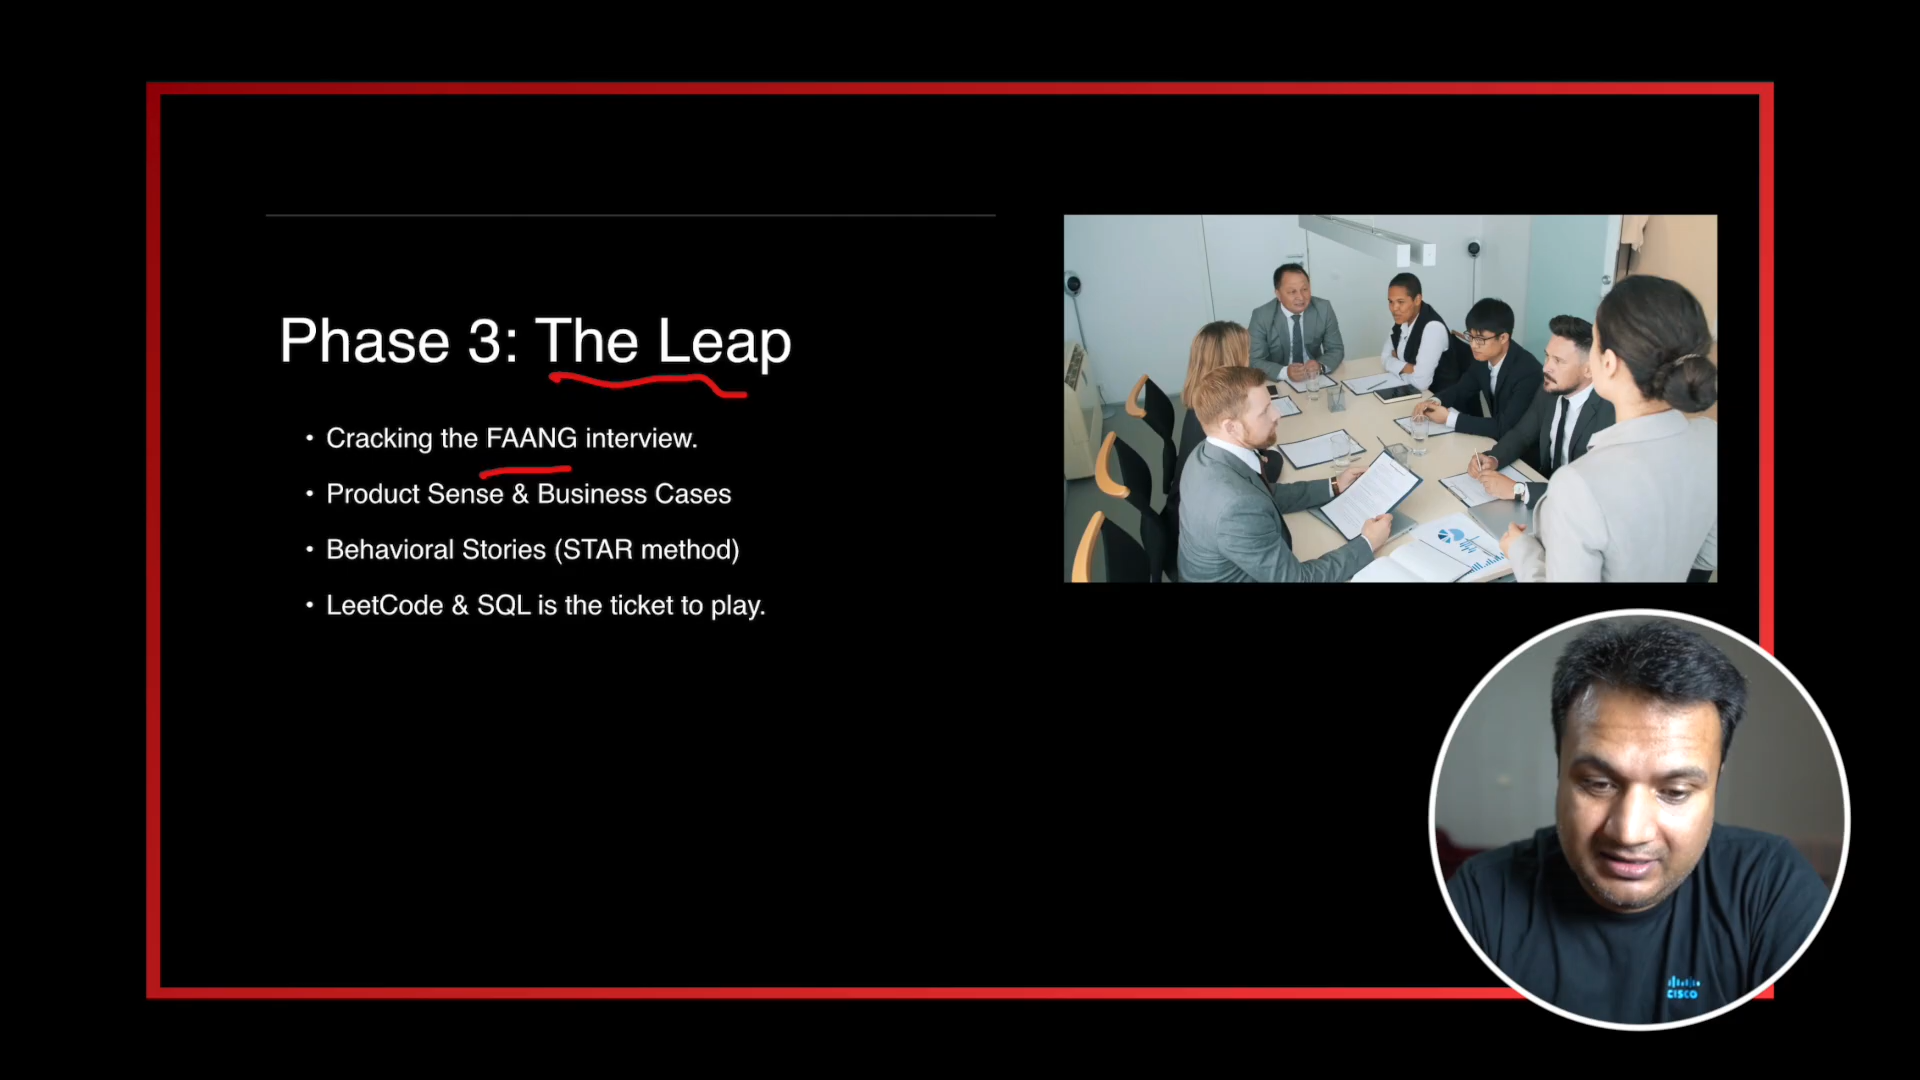 Phase 3: The Leap
• Cracking the FAANG interview.
• Product Sense & Business Cases
• Behavioral Stories (STAR method)
• LeetCode & SQL is the ticket to play.
CISCO